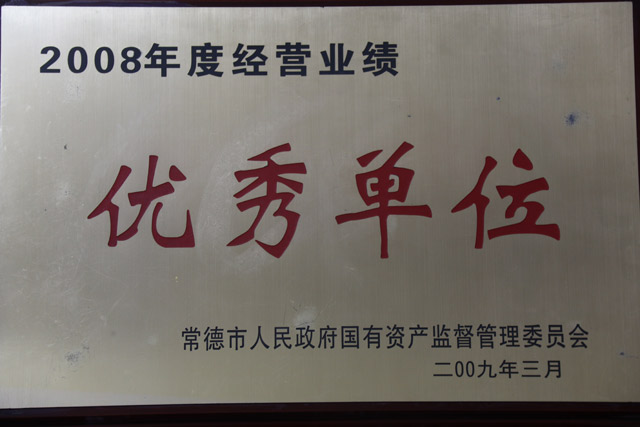 2008年度经营业绩
优秀单位
常德市人民政府国有资产监督管理委员会
二00九年三月